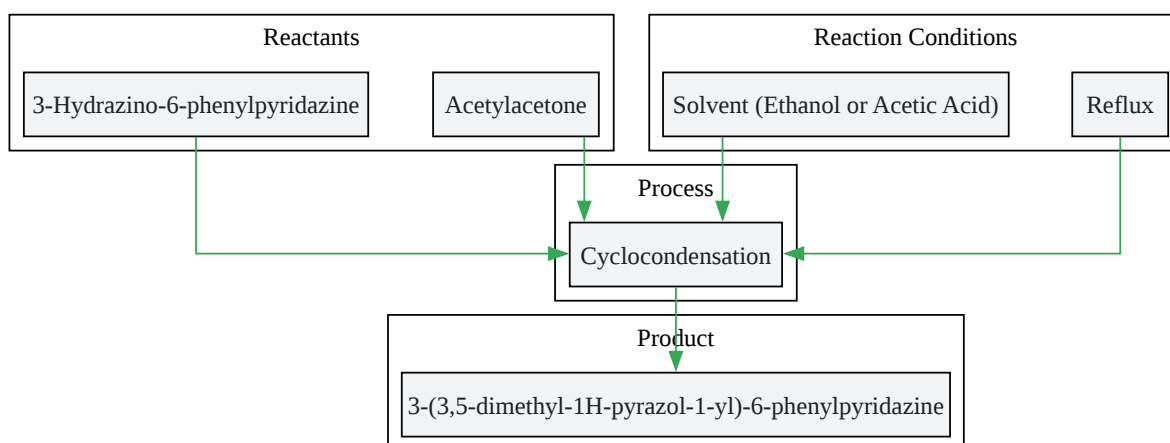 Reactants
Reaction Conditions
3-Hydrazino-6-phenylpyridazine
Acetylacetone
Solvent (Ethanol or Acetic Acid)
Reflux
Process
Cyclocondensation
Product
3-(3,5-dimethyl-1H-pyrazol-1-yl)-6-phenylpyridazine